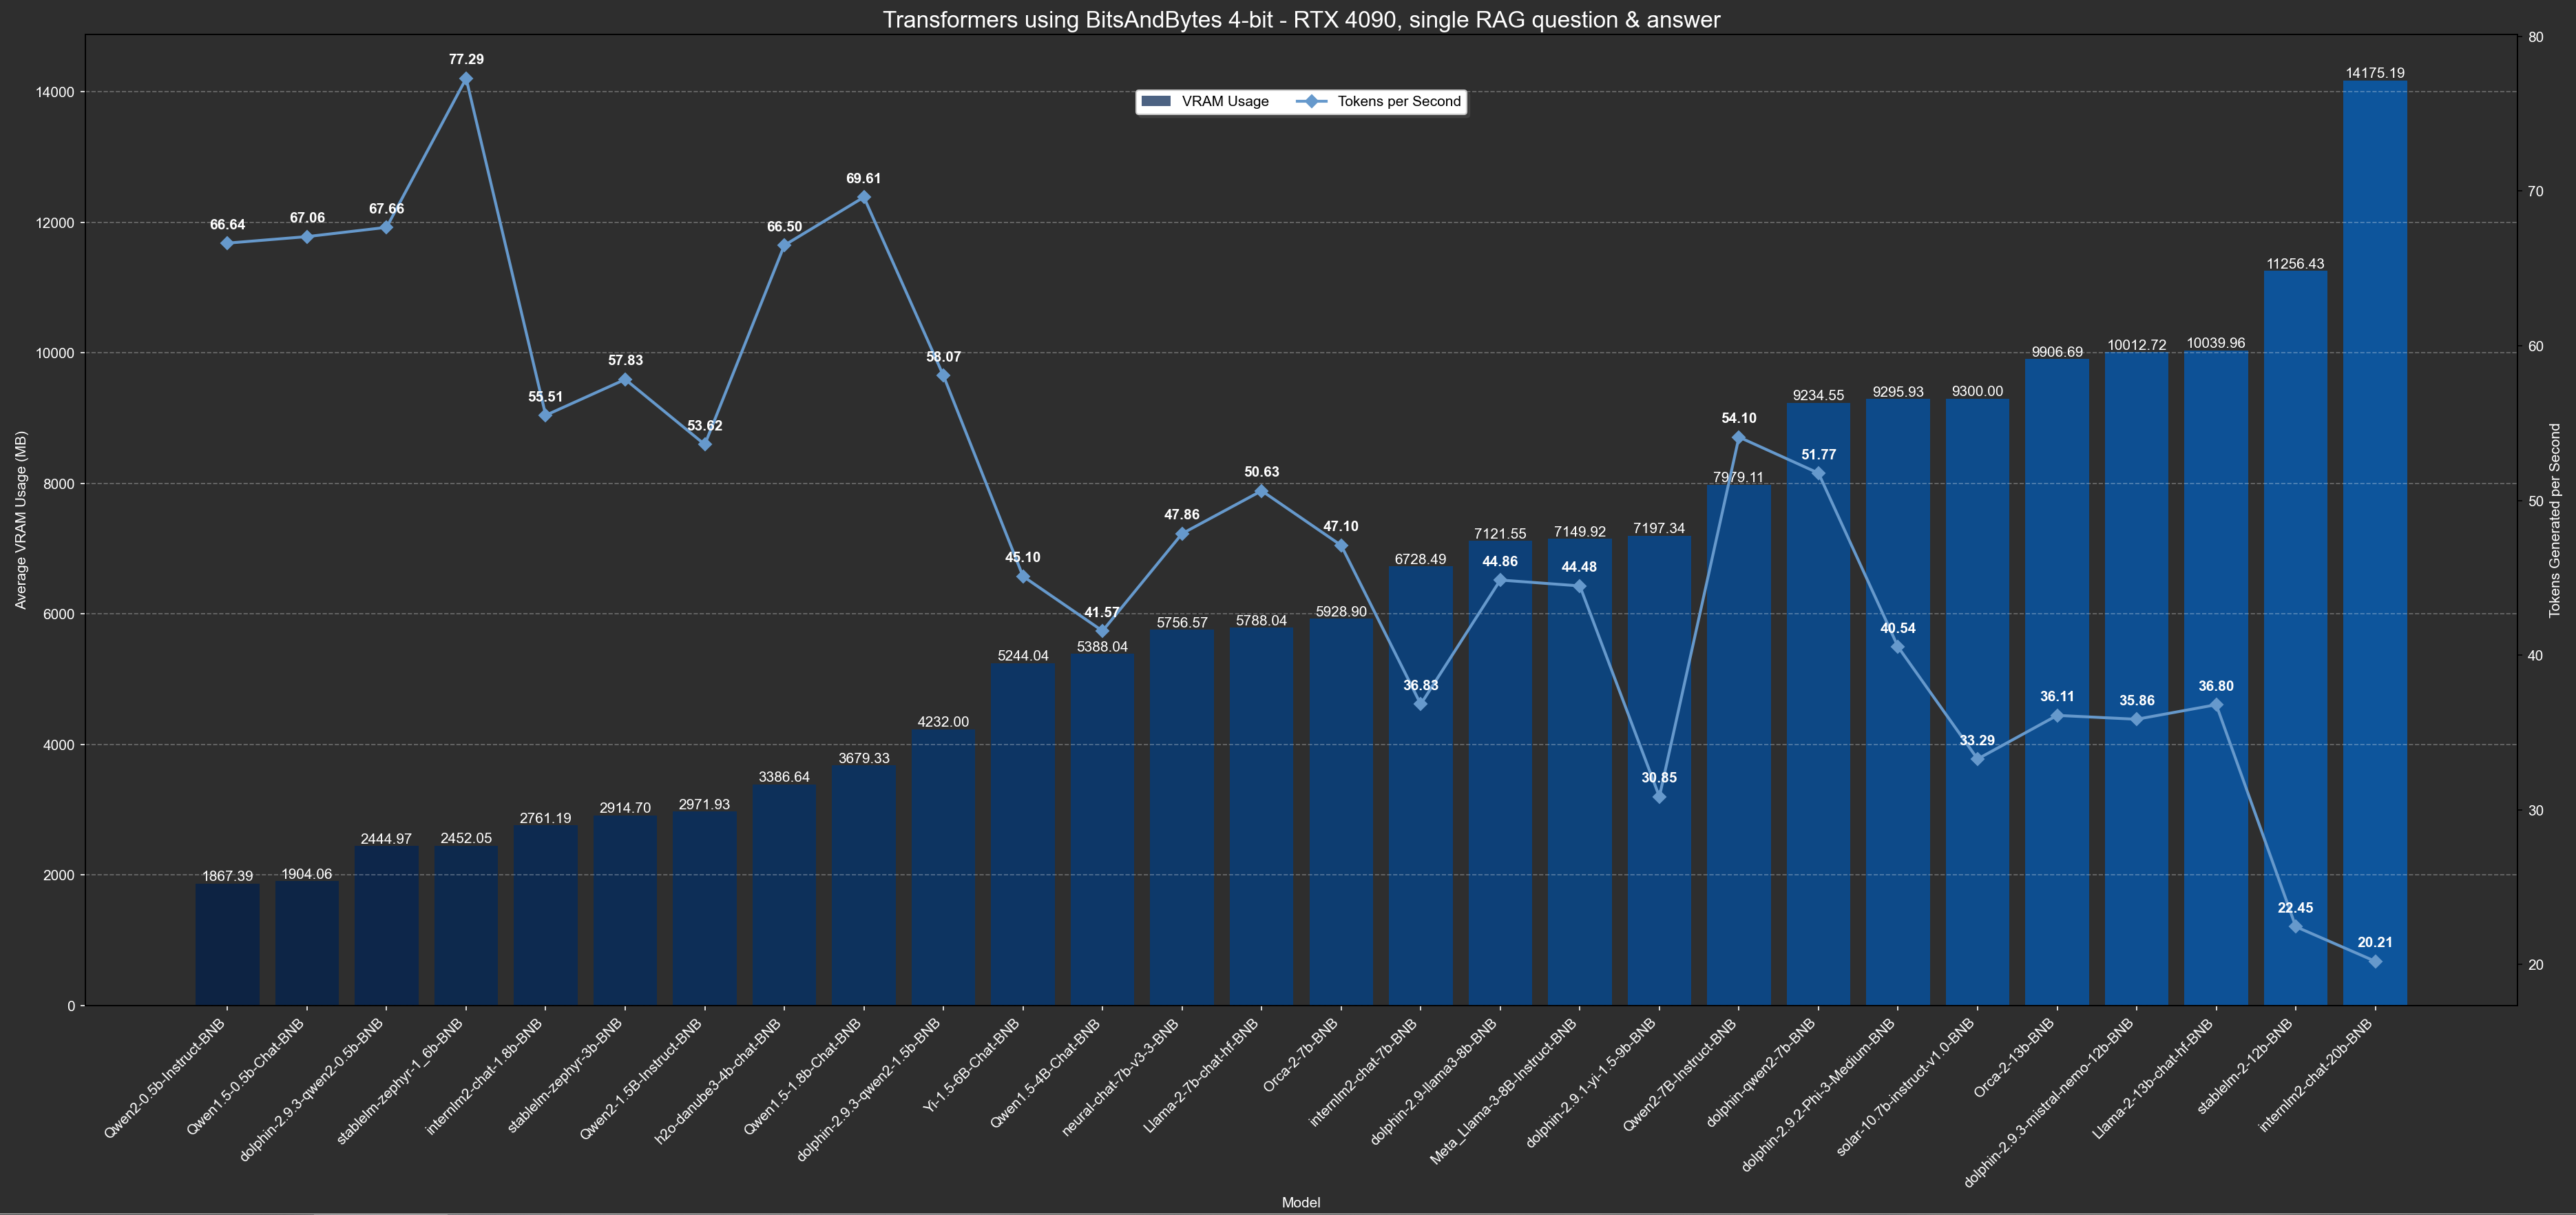 Transformers using BitsAndBytes 4-bit - RTX 4090, single RAG question & answer
VRAM Usage
Tokens per Second
Average VRAM Usage (MB)
14000
12000
10000
8000
6000
4000
2000
0
Tokens Generated per Second
80
70
60
50
40
30
20
66.64
67.06
67.66
77.29
55.51
57.83
53.62
66.50
69.61
58.07
45.10
41.57
47.86
50.63
47.10
36.83
44.86
44.48
30.85
54.10
51.77
40.54
33.29
36.11
35.86
36.80
22.45
20.21
1867.39
1904.06
2444.97
2452.05
2761.19
2914.70
2971.93
3386.64
3679.33
4232.00
5244.04
5388.04
5756.57
5788.04
5928.90
6728.49
7121.55
7149.92
7197.34
7979.11
9234.55
9295.93
9300.00
9906.69
10012.72
10039.96
11256.43
14175.19
Qwen2-0.5b-Instruct-BNB
Qwen1.5-0.5b-Chat-BNB
dolphin-2.9.3-qwen2-0.5b-BNB
stablelm-zephyr-1_6b-BNB
internlm2-chat-1.8b-BNB
stablelm-zephyr-3b-BNB
Qwen2-1.5B-Instruct-BNB
h2o-danube3-4b-chat-BNB
Qwen1.5-1.8b-Chat-BNB
dolphin-2.9.3-qwen2-1.5b-BNB
Yi-1.5-6B-Chat-BNB
Qwen1.5-4B-Chat-BNB
neural-chat-7b-v3-3-BNB
Llama-2-7b-chat-hf-BNB
Orca-2-7b-BNB
internlm2-chat-7b-BNB
dolphin-2.9-llama3-8b-BNB
Meta_Llama-3-8B-Instruct-BNB
dolphin-2.9.1-yi-1.5-9b-BNB
Qwen2-7B-Instruct-BNB
dolphin-qwen2-7b-BNB
dolphin-2.9.2-Phi-3-Medium-BNB
solar-10.7b-instruct-v1.0-BNB
Orca-2-13b-BNB
dolphin-2.9.3-mistral-nemo-12b-BNB
Llama-2-13b-chat-hf-BNB
stablelm-2-12b-BNB
internlm2-chat-20b-BNB
Model